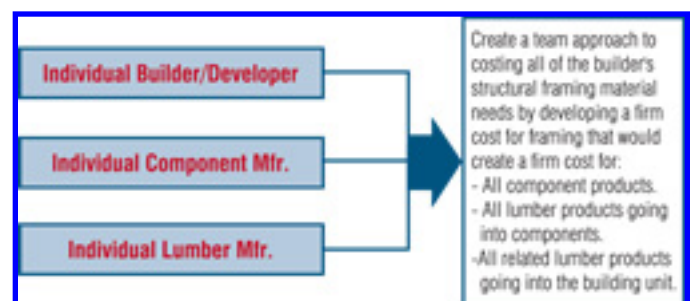 Individual Builder/Developer
Individual Component Mfr.
Individual Lumber Mfr.
Create a team approach to
costing all of the builder's
structural framing material
needs by developing a firm
cost for framing that would
create a firm cost for:
- All component products.
- All lumber products going
into components.
-All related lumber products
going into the building unit.